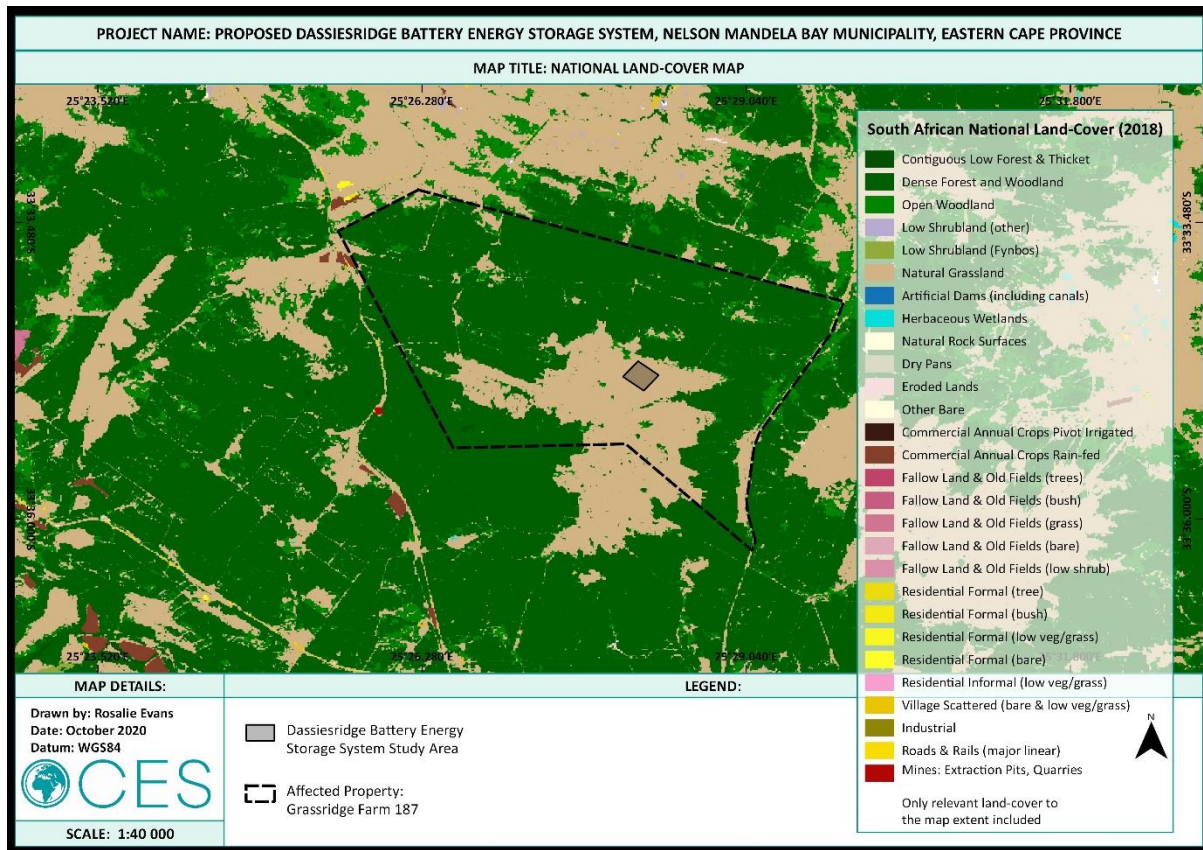 PROJECT NAME: PROPOSED DASSIESRIDGE BATTERY ENERGY STORAGE SYSTEM, NELSON MANDELA BAY MUNICIPALITY, EASTERN CAPE PROVINCE
MAP TITLE: NATIONAL LAND-COVER MAP
25°23.520'E
25°26.280'E
25°29.040'E
25°31.800'E
33°33.480'S
33°33.480'S
33°36.000'S
33°36.000'S
25°23.520'E
25°26.280'E
25°29.040'E
25°31.800'E
South African National Land-Cover (2018)
Contiguous Low Forest & Thicket
Dense Forest and Woodland
Open Woodland
Low Shrubland (other)
Low Shrubland (Fynbos)
Natural Grassland
Artificial Dams (including canals)
Herbaceous Wetlands
Natural Rock Surfaces
Dry Pans
Eroded Lands
Other Bare
Commercial Annual Crops Pivot Irrigated
Commercial Annual Crops Rain-fed
Fallow Land & Old Fields (trees)
Fallow Land & Old Fields (bush)
Fallow Land & Old Fields (grass)
Fallow Land & Old Fields (bare)
Fallow Land & Old Fields (low shrub)
Residential Formal (tree)
Residential Formal (bush)
Residential Formal (low veg/grass)
Residential Formal (bare)
Residential Informal (low veg/grass)
Village Scattered (bare & low veg/grass)
Industrial
Roads & Rails (major linear)
Mines: Extraction Pits, Quarries
Only relevant land-cover to
the map extent included
N
MAP DETAILS:
Drawn by: Rosalie Evans
Date: October 2020
Datum: WGS84
CES
SCALE: 1:40 000
LEGEND:
Dassiesridge Battery Energy
Storage System Study Area
Affected Property:
Grassridge Farm 187